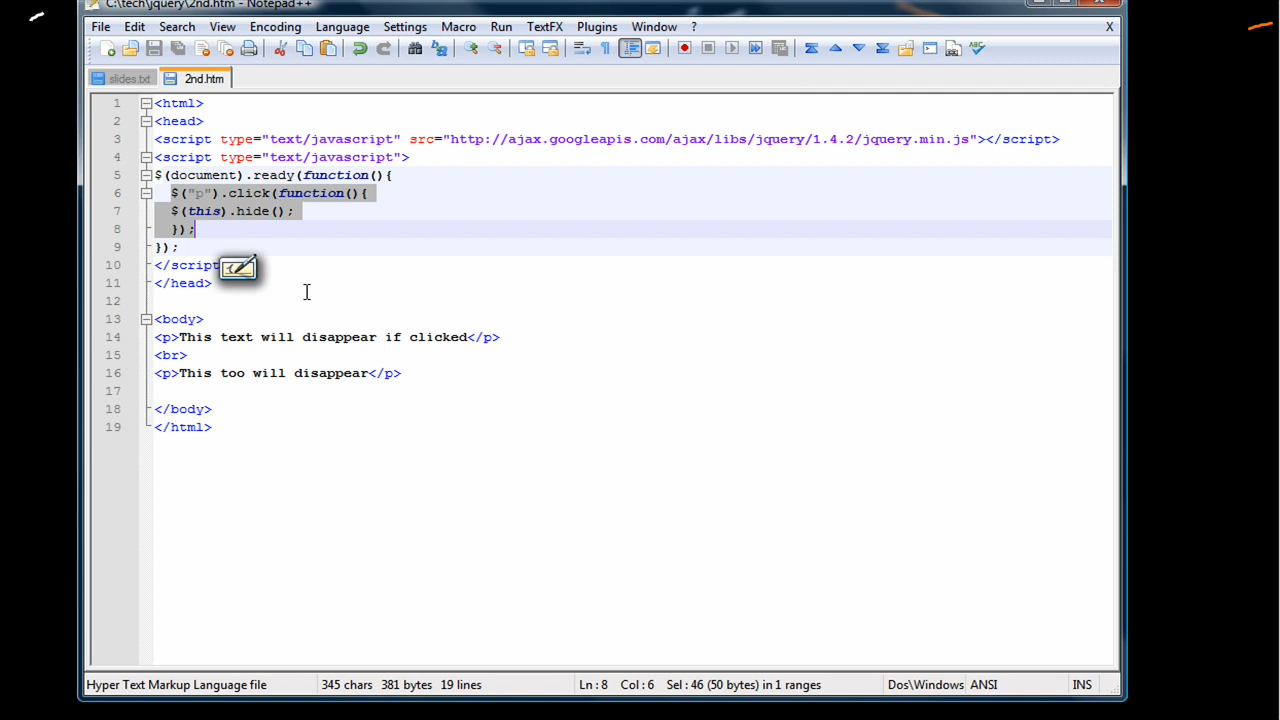 C:\tech\jquery\2nd.htm - Notepad++
File Edit Search View Encoding Settings Language Macro Run TextFX Plugins Window ? X
slides.txt 2nd.htm
1 <html>
2 <head>
3 <script type="text/javascript" src="http://ajax.googleapis.com/ajax/libs/jquery/1.4.2/jquery.min.js"></script>
4 <script type="text/javascript">
5 $(document).ready(function(){
6 $("p").click(function(){
7 $(this).hide();
8 });
9 });
10 </script
11 </head>
12
13 <body>
14 <p>This text will disappear if clicked</p>
15 <br>
16 <p>This too will disappear</p>
17
18 </body>
19 </html>
Hyper Text Markup Language file 345 chars 381 bytes 19 lines Ln : 8 Col : 6 Sel : 46 (50 bytes) in 1 ranges Dos\Windows ANSI INS